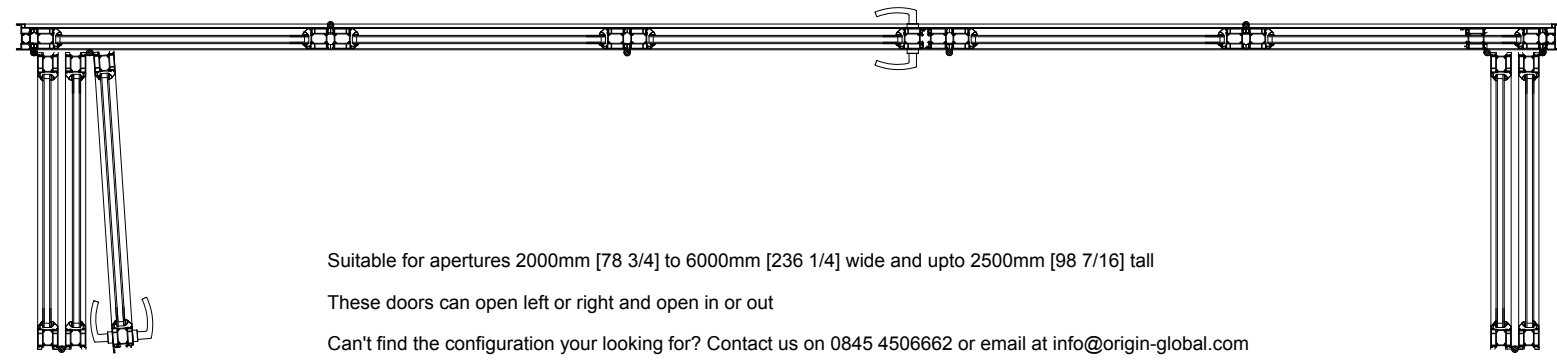 Suitable for apertures 2000mm [78 3/4] to 6000mm [236 1/4] wide and upto 2500mm [98 7/16] tall
These doors can open left or right and open in or out
Can't find the configuration your looking for? Contact us on 0845 4506662 or email at info@origin-global.com